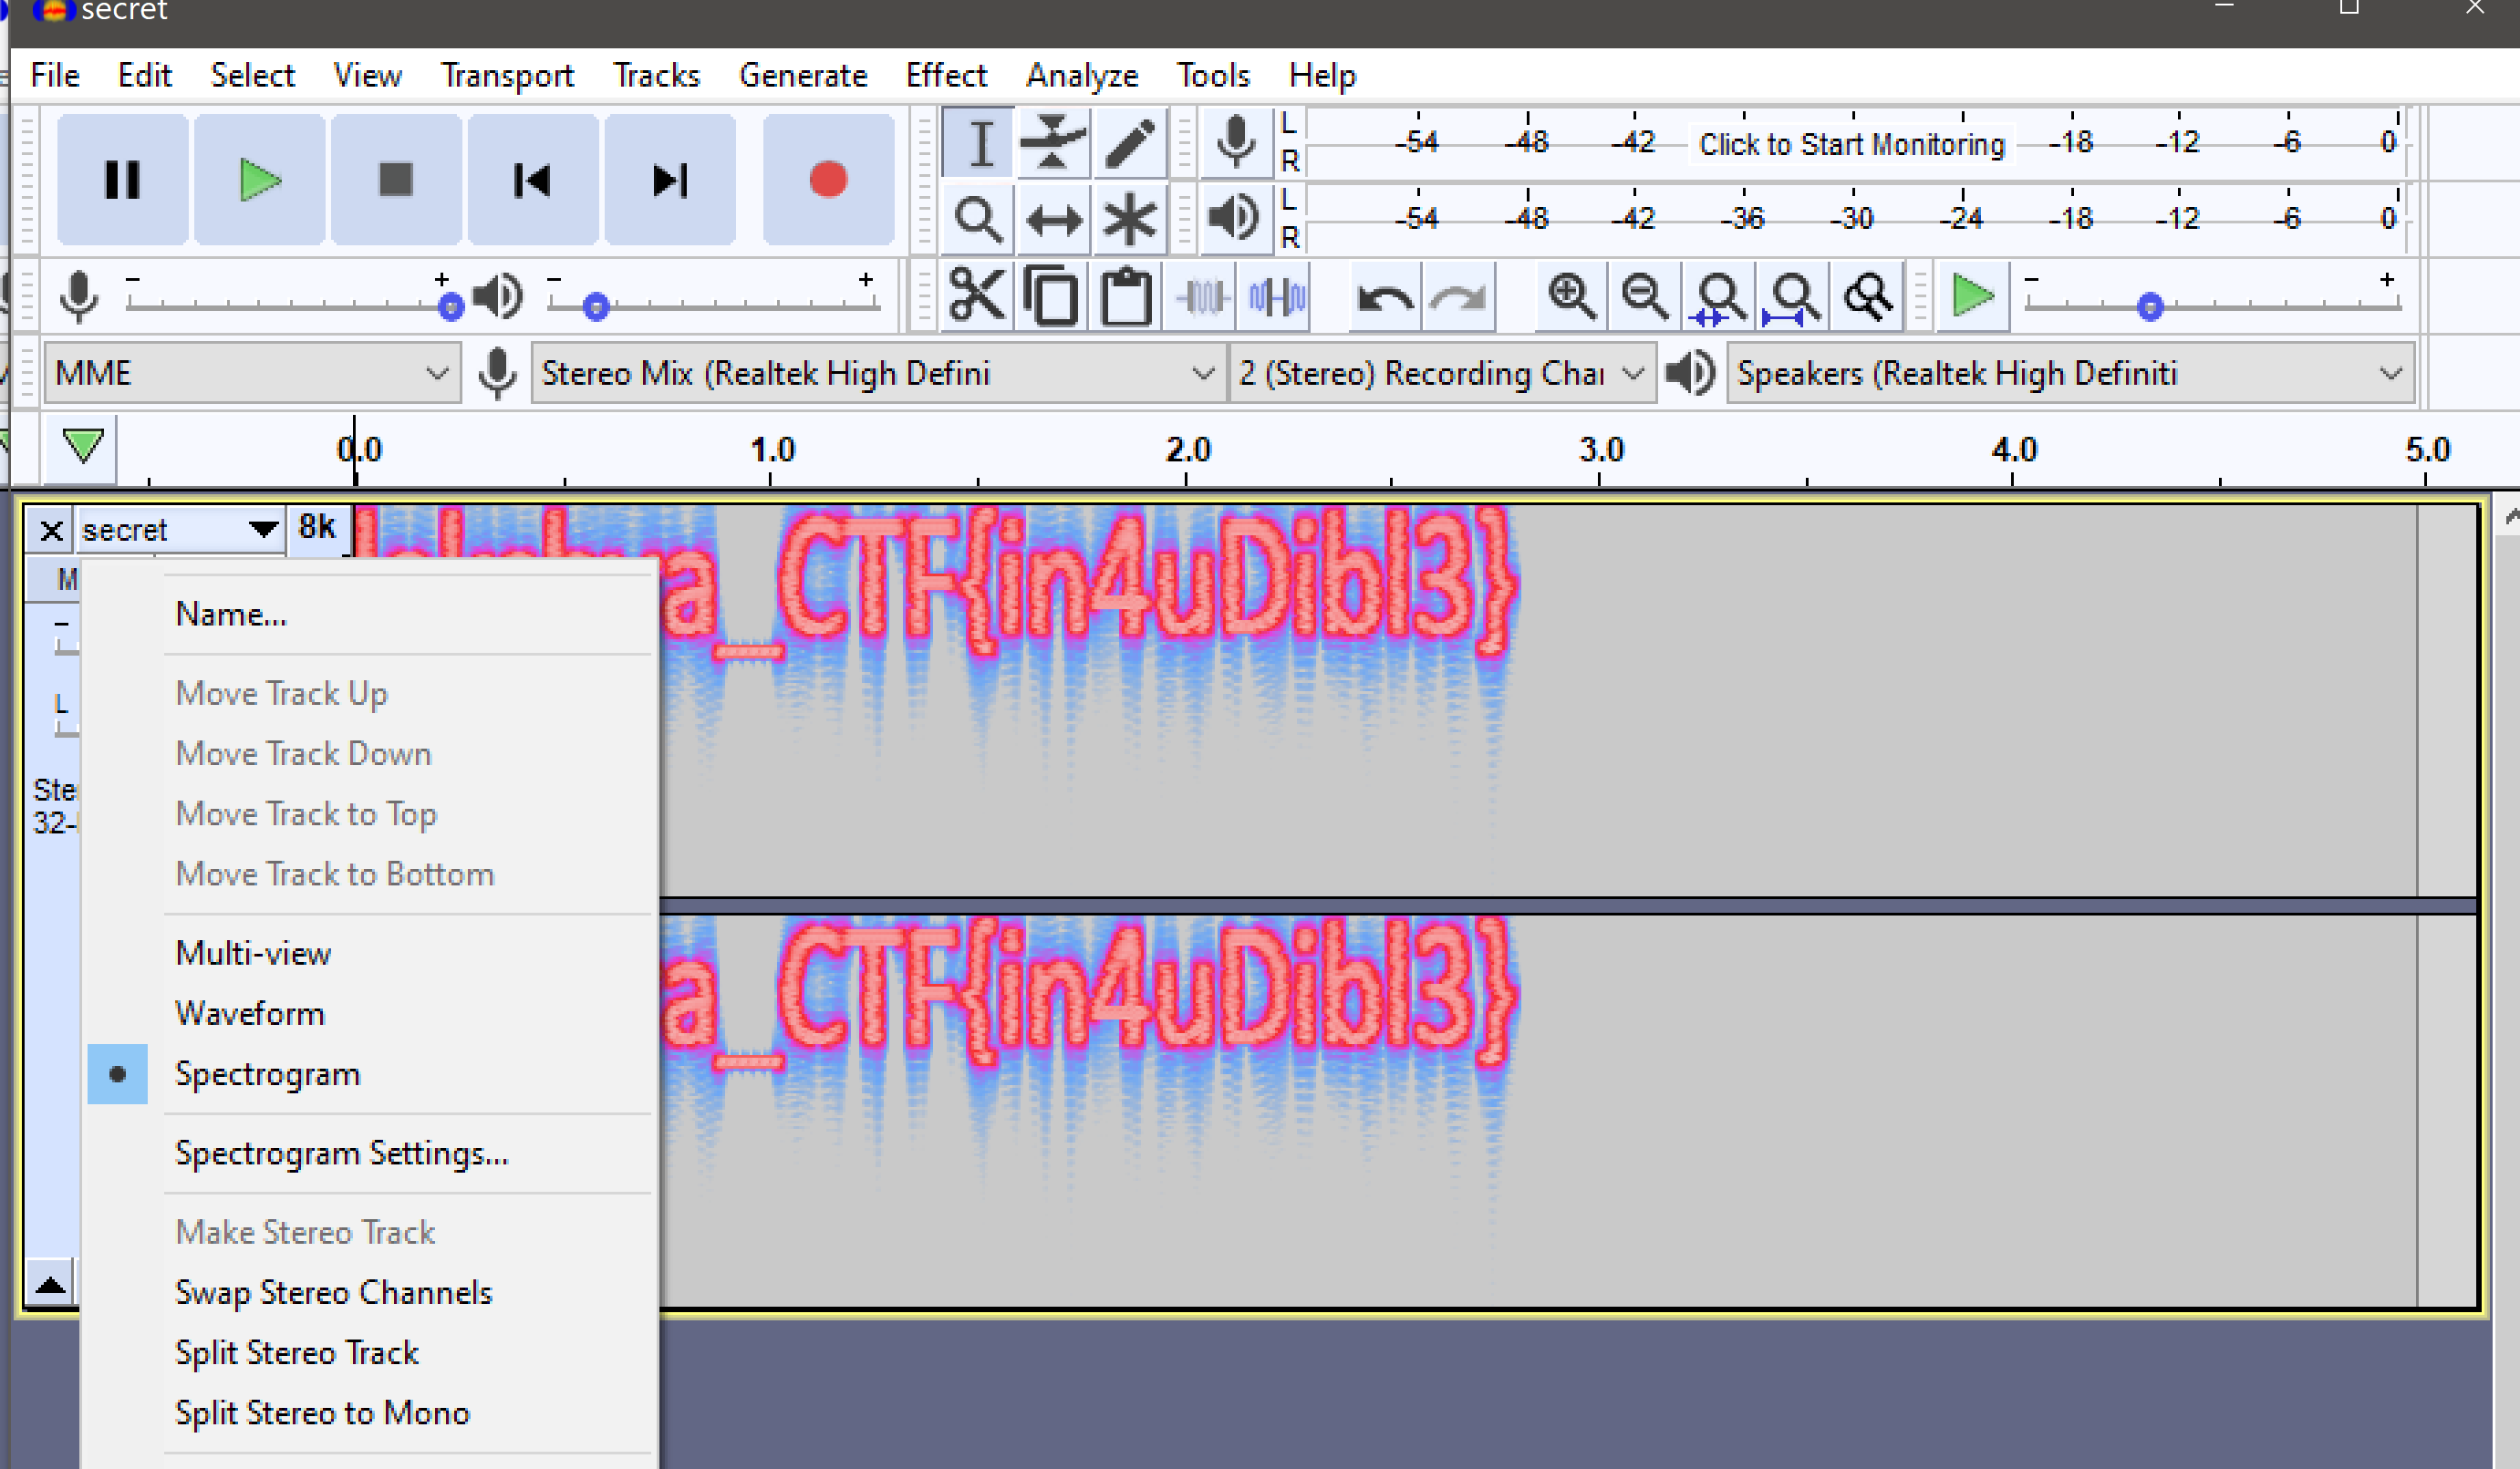 secret
File Edit Select View Transport Tracks Generate Effect Analyze Tools Help
L
R
-54 -48 -42 Click to Start Monitoring -18 -12 -6 0
L
R
-54 -48 -42 -36 -30 -24 -18 -12 -6 0
- + - + - +
MME Stereo Mix (Realtek High Defini 2 (Stereo) Recording Chai Speakers (Realtek High Definiti
0.0 1.0 2.0 3.0 4.0 5.0
secret 8k
a_CTF{in4uDibl3}
M
Name...
-
Move Track Up
L
Move Track Down
Ste
Move Track to Top
32-
Move Track to Bottom
a_CTF{in4uDibl3}
Multi-view
Waveform
Spectrogram
Spectrogram Settings...
Make Stereo Track
Swap Stereo Channels
Split Stereo Track
Split Stereo to Mono